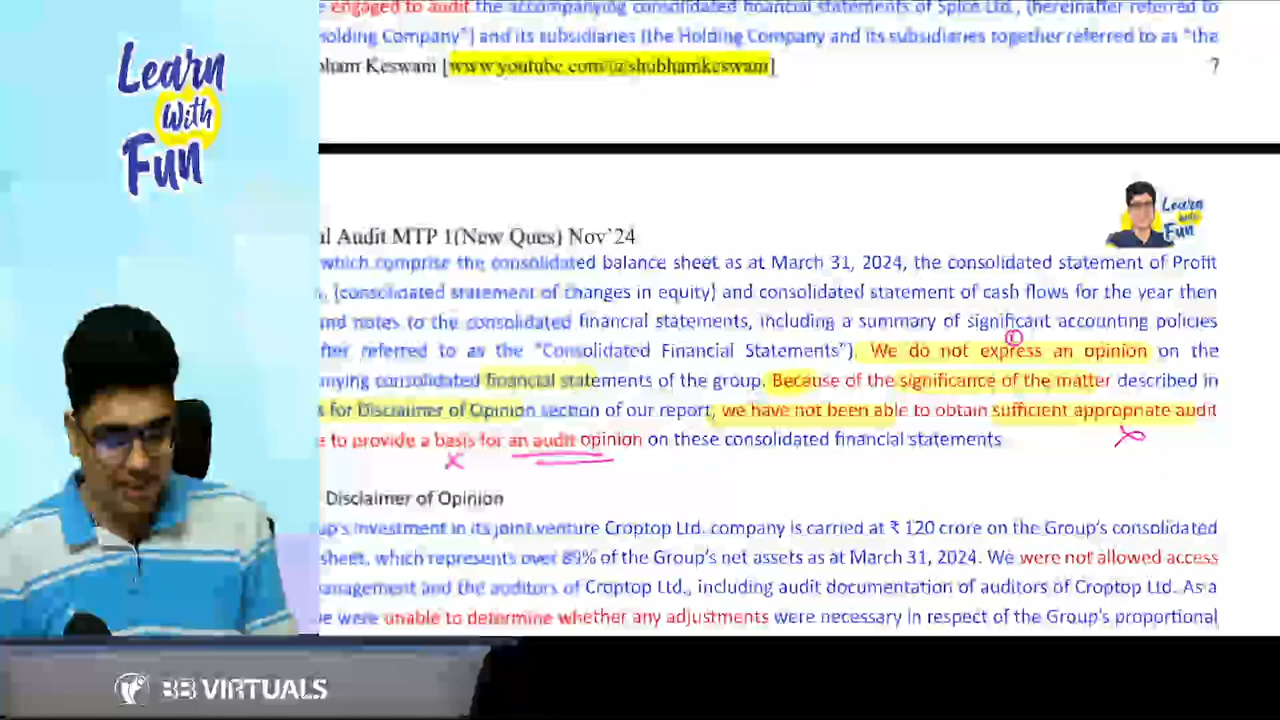 engaged to audit the accompanying consolidated financial statements of Spice Ltd., (hereinafter referred to
olding Company") and its subsidiaries (the Holding Company and its subsidiaries together referred to as "the
bham Keswani [www.youtube.com/@shubhamkeswani] 7
Learn
With
Fun
Learn
with
Fun
al Audit MTP 1(New Ques) Nov`24
which comprise the consolidated balance sheet as at March 31, 2024, the consolidated statement of Profit
, (consolidated statement of changes in equity) and consolidated statement of cash flows for the year then
nd notes to the consolidated financial statements, including a summary of significant accounting policies
fter referred to as the "Consolidated Financial Statements"). We do not express an opinion on the
nying consolidated financial statements of the group. Because of the significance of the matter described in
s for Disclaimer of Opinion section of our report, we have not been able to obtain sufficient appropriate audit
e to provide a basis for an audit opinion on these consolidated financial statements
Disclaimer of Opinion
up's investment in its joint venture Croptop Ltd. company is carried at ₹ 120 crore on the Group's consolidated
sheet, which represents over 89% of the Group's net assets as at March 31, 2024. We were not allowed access
anagement and the auditors of Croptop Ltd., including audit documentation of auditors of Croptop Ltd. As a
e were unable to determine whether any adjustments were necessary in respect of the Group's proportional
BB VIRTUALS